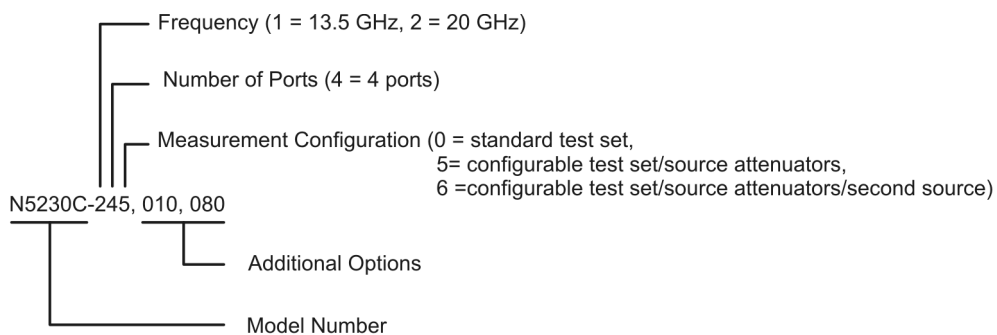 Frequency (1 = 13.5 GHz, 2 = 20 GHz)
Number of Ports (4 = 4 ports)
Measurement Configuration (0 = standard test set,
5= configurable test set/source attenuators,
6 =configurable test set/source attenuators/second source)
N5230C-245, 010, 080
Additional Options
Model Number